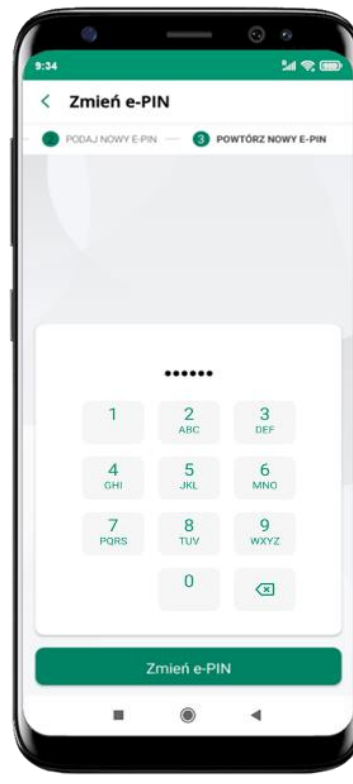 9:34
Zmień e-PIN
2 PODAJ NOWY E-PIN 3 POWTÓRZ NOWY E-PIN
1 2 3
ABC DEF
4 5 6
GHI JKL MNO
7 8 9
PQRS TUV WXYZ
0
Zmień e-PIN